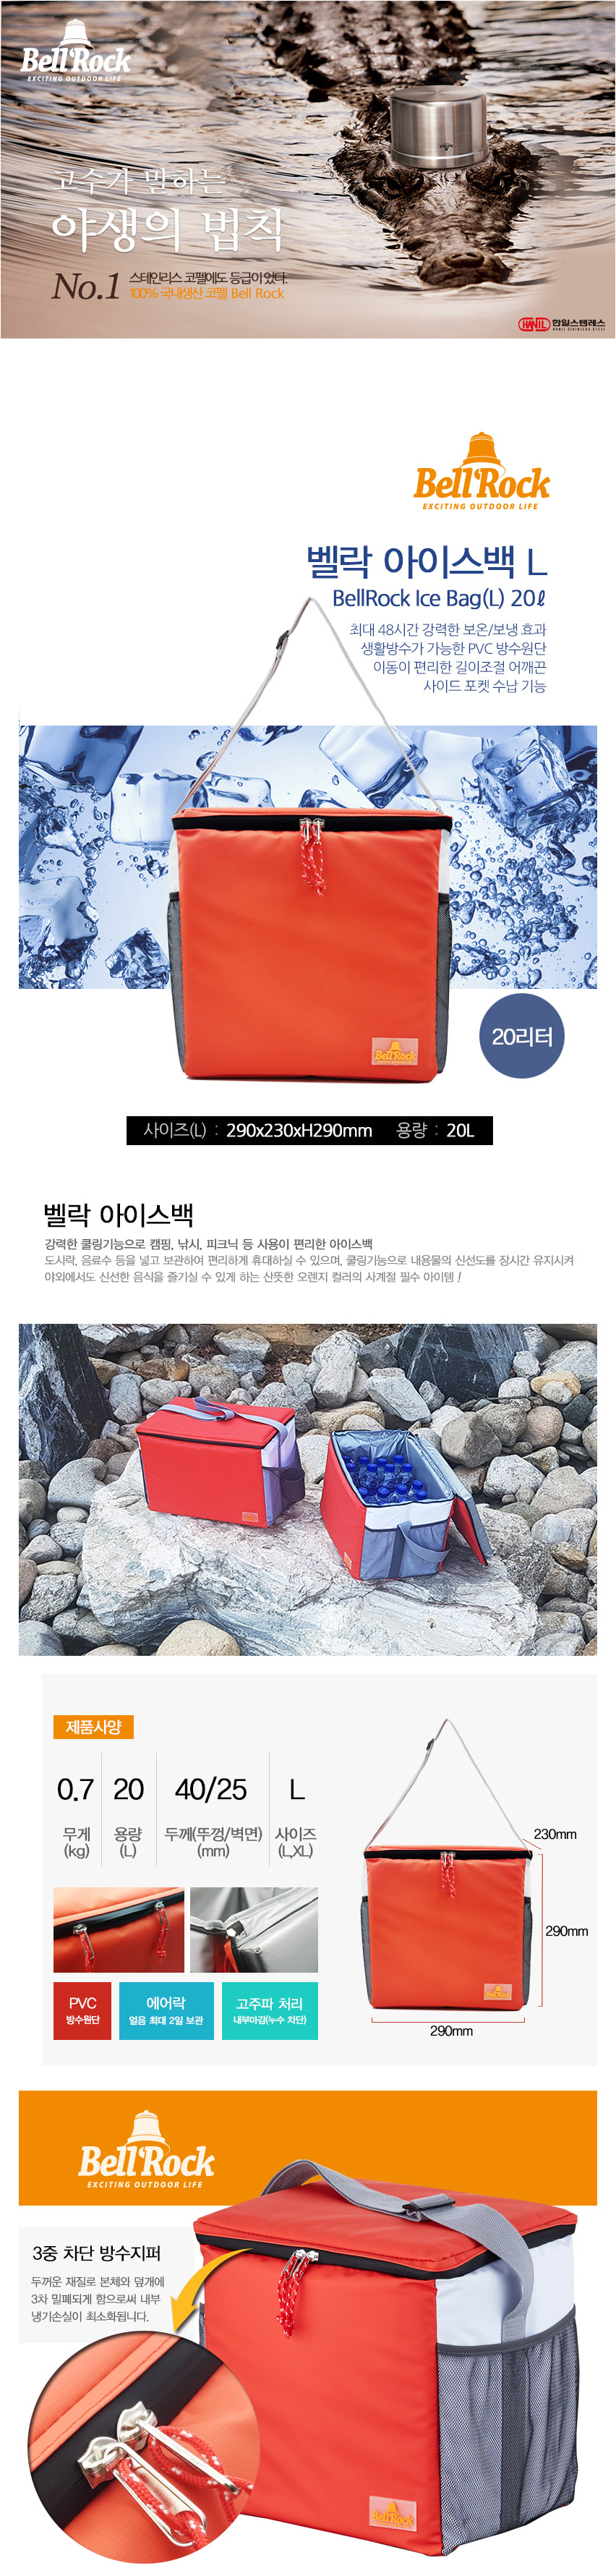 Bell Rock
EXCITING OUTDOOR LIFE
고수가 말하는
야생의 법칙
No.1 스테인리스 코펠에도 등급이 있다.
100% 국내생산 코펠 Bell Rock
HANIL 한일스텐레스
HANIL STAINLESS STEEL
Bell Rock
EXCITING OUTDOOR LIFE
벨락 아이스백 L
BellRock Ice Bag(L) 20ℓ
최대 48시간 강력한 보온/보냉 효과
생활방수가 가능한 PVC 방수원단
이동이 편리한 길이조절 어깨끈
사이드 포켓 수납 기능
Bell Rock
20리터
사이즈(L) : 290x230xH290mm 용량 : 20L
벨락 아이스백
강력한 쿨링기능으로 캠핑, 낚시, 피크닉 등 사용이 편리한 아이스백
도시락, 음료수 등을 넣고 보관하여 편리하게 휴대하실 수 있으며, 쿨링기능으로 내용물의 신선도를 장시간 유지시켜
야외에서도 신선한 음식을 즐기실 수 있게 하는 산뜻한 오렌지 컬러의 사계절 필수 아이템 !
제품사양
0.7 20 40/25 L
무게 용량 두께(뚜껑/벽면) 사이즈
(kg) (L) (mm) (L,XL)
230mm
290mm
290mm
PVC
방수원단
에어락
얼음 최대 2일 보관
고주파 처리
내부마감(누수 차단)
Bell Rock
EXCITING OUTDOOR LIFE
3중 차단 방수지퍼
두꺼운 재질로 본체와 덮개에
3차 밀폐되게 함으로써 내부
냉기손실이 최소화됩니다.
Bell Rock